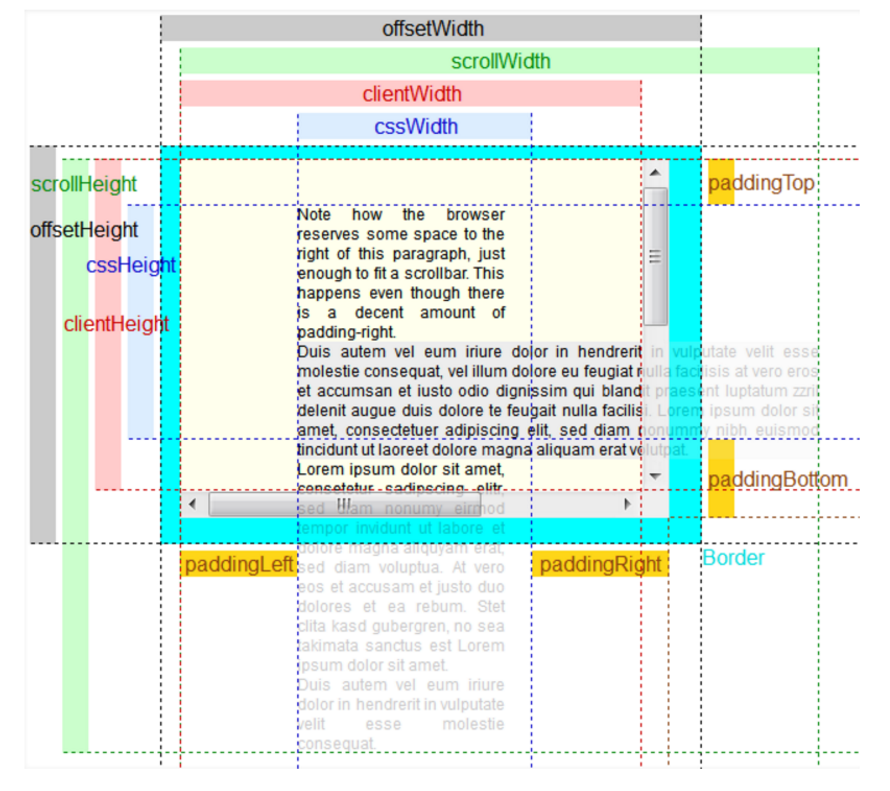 offsetWidth
scrollWidth
clientWidth
cssWidth
scrollHeight
offsetHeight
cssHeight
clientHeight
paddingTop
Note how the browser
reserves some space to the
right of this paragraph, just
enough to fit a scrollbar. This
happens even though there
is a decent amount of
padding-right.
Duis autem vel eum iriure dolor in hendrerit in vulputate velit esse
molestie consequat, vel illum dolore eu feugiat nulla facilisis at vero eros
et accumsan et iusto odio dignissim qui blandit praesent luptatum zzril
delenit augue duis dolore te feugait nulla facilisi. Lorem ipsum dolor sit
amet, consectetuer adipiscing elit, sed diam nonummy nibh euismod
tincidunt ut laoreet dolore magna aliquam erat volutpat.
Lorem ipsum dolor sit amet,
consetetur sadipscing elitr,
sed diam nonumy eirmod
tempor invidunt ut labore et
dolore magna aliquyam erat,
sed diam voluptua. At vero
eos et accusam et justo duo
dolores et ea rebum. Stet
clita kasd gubergren, no sea
takimata sanctus est Lorem
ipsum dolor sit amet.
Duis autem vel eum iriure
dolor in hendrerit in vulputate
velit esse molestie
consequat.
paddingBottom
paddingLeft
paddingRight
Border